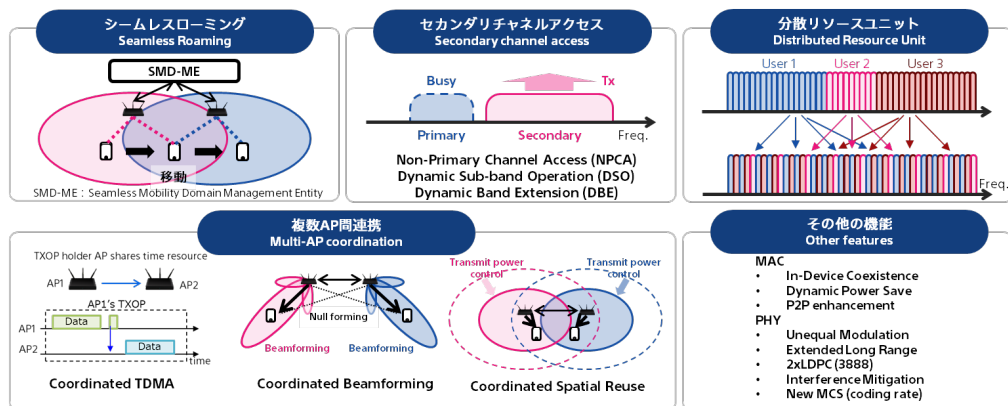 シームレスローミング
Seamless Roaming
SMD-ME
移動
SMD-ME：Seamless Mobility Domain Management Entity
セカンダリチャネルアクセス
Secondary channel access
Busy
Tx
Primary
Secondary
Freq.
Non-Primary Channel Access (NPCA)
Dynamic Sub-band Operation (DSO)
Dynamic Band Extension (DBE)
分散リソースユニット
Distributed Resource Unit
User 1
User 2
User 3
Freq.
複数AP間連携
Multi-AP coordination
TXOP holder AP shares time resource
AP1
AP2
AP1's TXOP
AP1
Data
AP2
Data
time
Coordinated TDMA
Null forming
Beamforming
Beamforming
Coordinated Beamforming
Transmit power
control
Transmit power
control
Coordinated Spatial Reuse
その他の機能
Other features
MAC
• In-Device Coexistence
• Dynamic Power Save
• P2P enhancement
PHY
• Unequal Modulation
• Extended Long Range
• 2xLDPC (3888)
• Interference Mitigation
• New MCS (coding rate)